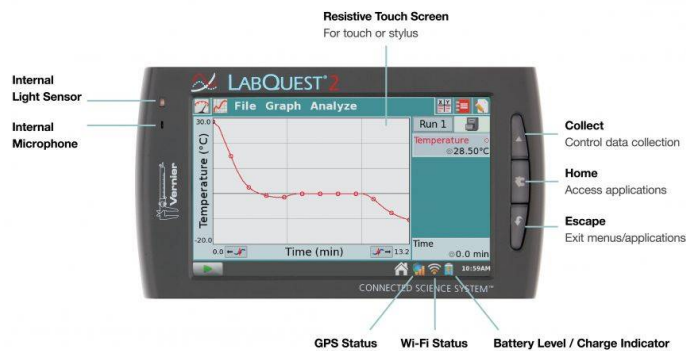 Resistive Touch Screen
For touch or stylus
Internal
Light Sensor
Internal
Microphone
LABQUEST® 2
File Graph Analyze
30.0
Temperature (°C)
-20.0
0.0
Time (min)
13.2
Run 1
Temperature
28.50°C
Time
0.0 min
10:59AM
Vernier
CONNECTED SCIENCE SYSTEM™
Collect
Control data collection
Home
Access applications
Escape
Exit menus/applications
GPS Status
Wi-Fi Status
Battery Level / Charge Indicator